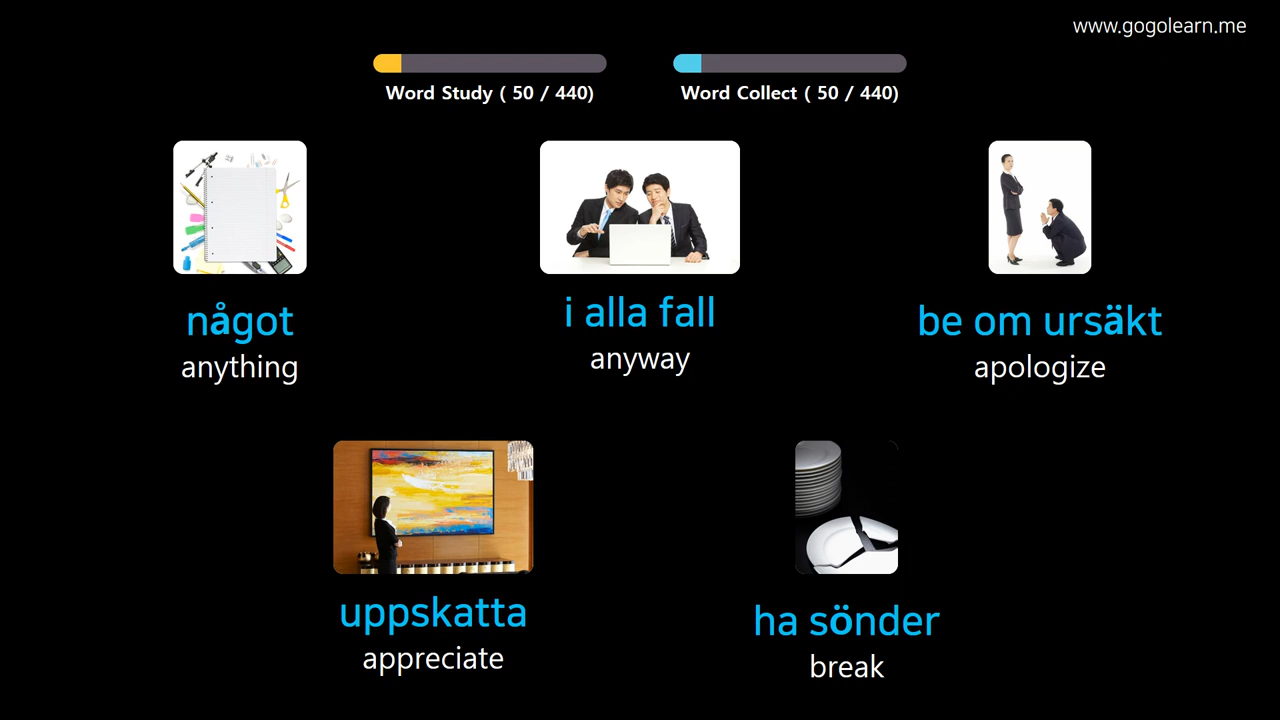 www.gogolearn.me
Word Study ( 50 / 440)
Word Collect ( 50 / 440)
något
anything
i alla fall
anyway
be om ursäkt
apologize
uppskatta
appreciate
ha sönder
break